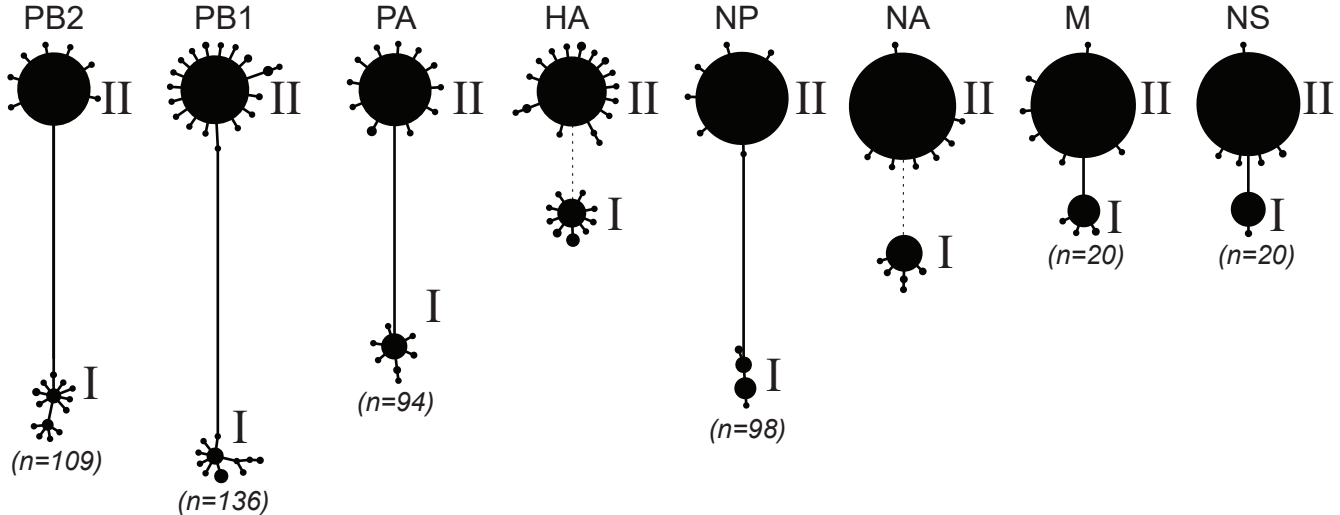 PB2 PB1 PA HA NP NA M NS
II II II II II II II II
I I I I I I I I
(n=109) (n=136) (n=94) (n=98) (n=20) (n=20)